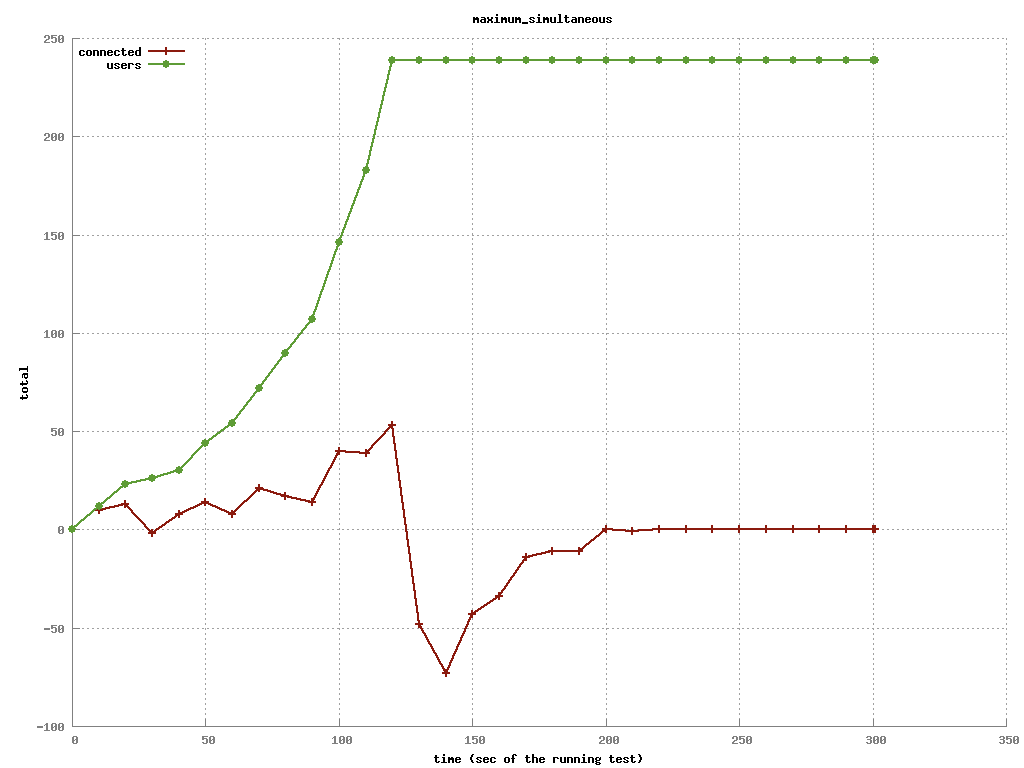 maximum_simultaneous
connected
users
250
200
150
100
50
0
-50
-100
total
0 50 100 150 200 250 300 350
time (sec of the running test)